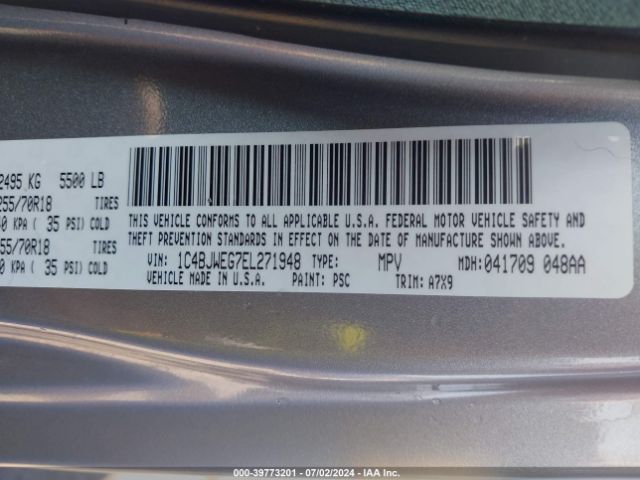 2495 KG 5500 LB
255/70R18 TIRES
0 KPA ( 35 PSI) COLD
55/70R18 TIRES
0 KPA ( 35 PSI) COLD
THIS VEHICLE CONFORMS TO ALL APPLICABLE U.S.A. FEDERAL MOTOR VEHICLE SAFETY AND
THEFT PREVENTION STANDARDS IN EFFECT ON THE DATE OF MANUFACTURE SHOWN ABOVE.
VIN: 1C4BJWEG7EL271948 TYPE: MPV MDH:041709 048AA
VEHICLE MADE IN U.S.A. PAINT: PSC TRIM: A7X9
000-39773201 - 07/02/2024 - IAA Inc.